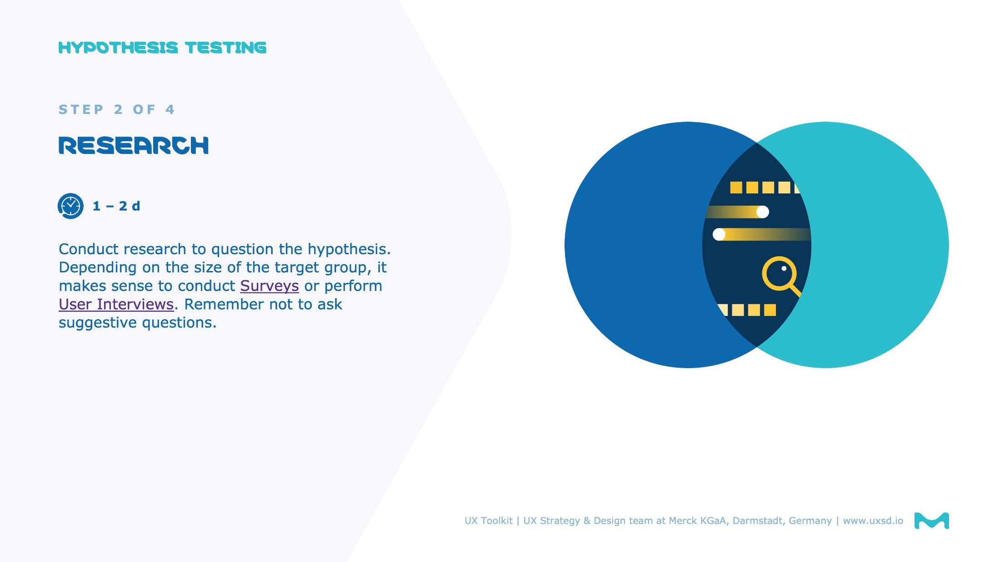 HYPOTHESIS TESTING
STEP 2 OF 4
RESEARCH
1 – 2 d
Conduct research to question the hypothesis.
Depending on the size of the target group, it
makes sense to conduct Surveys or perform
User Interviews. Remember not to ask
suggestive questions.
UX Toolkit | UX Strategy & Design team at Merck KGaA, Darmstadt, Germany | www.uxsd.io